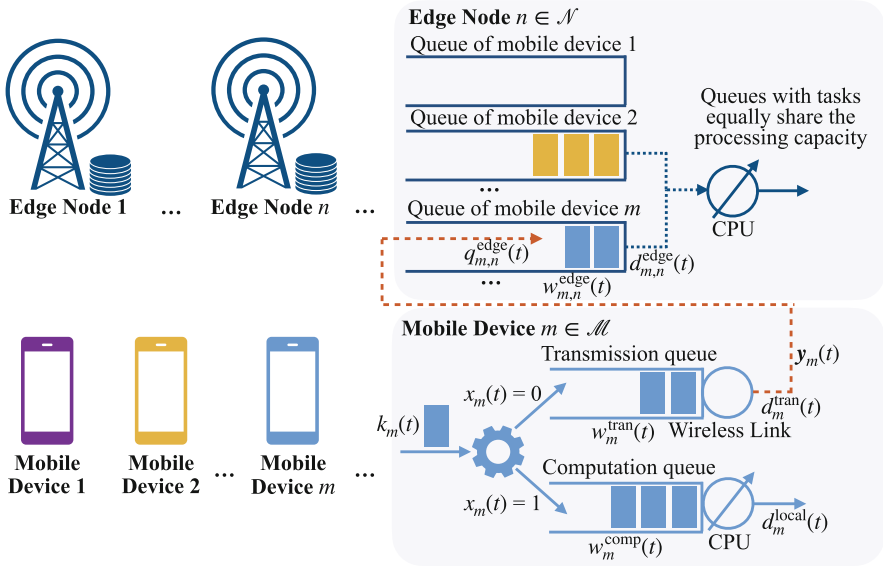 Edge Node n ∈ 𝒩
Queue of mobile device 1
Queue of mobile device 2
...
Queue of mobile device m
q_{m,n}^{edge}(t)
w_{m,n}^{edge}(t)
d_{m,n}^{edge}(t)
...
Queues with tasks
equally share the
processing capacity
CPU
Edge Node 1
...
Edge Node n
...
Mobile Device m ∈ ℳ
Transmission queue
x_m(t) = 0
k_m(t)
w_m^{tran}(t)
Wireless Link
d_m^{tran}(t)
y_m(t)
Computation queue
x_m(t) = 1
w_m^{comp}(t)
CPU
d_m^{local}(t)
Mobile
Device 1
Mobile
Device 2
...
Mobile
Device m
...